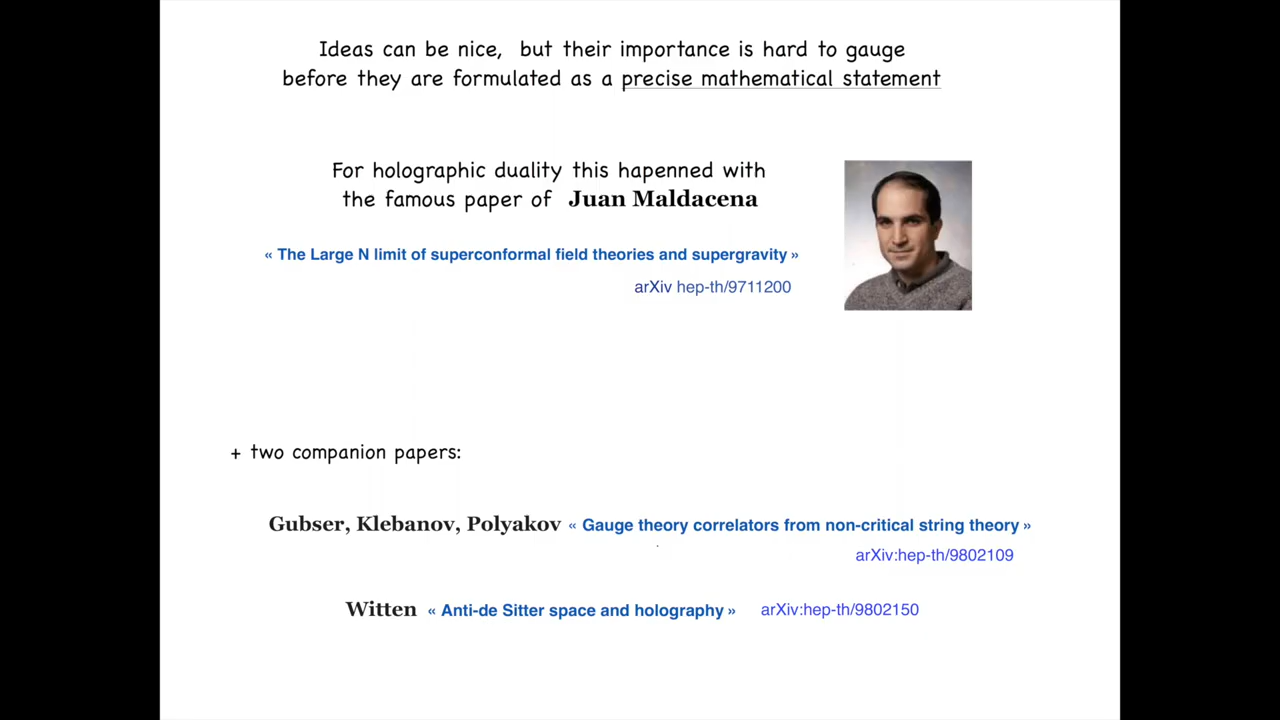 Ideas can be nice, but their importance is hard to gauge
before they are formulated as a precise mathematical statement
For holographic duality this hapenned with
the famous paper of Juan Maldacena
« The Large N limit of superconformal field theories and supergravity »
arXiv hep-th/9711200
+ two companion papers:
Gubser, Klebanov, Polyakov « Gauge theory correlators from non-critical string theory »
arXiv:hep-th/9802109
Witten « Anti-de Sitter space and holography » arXiv:hep-th/9802150